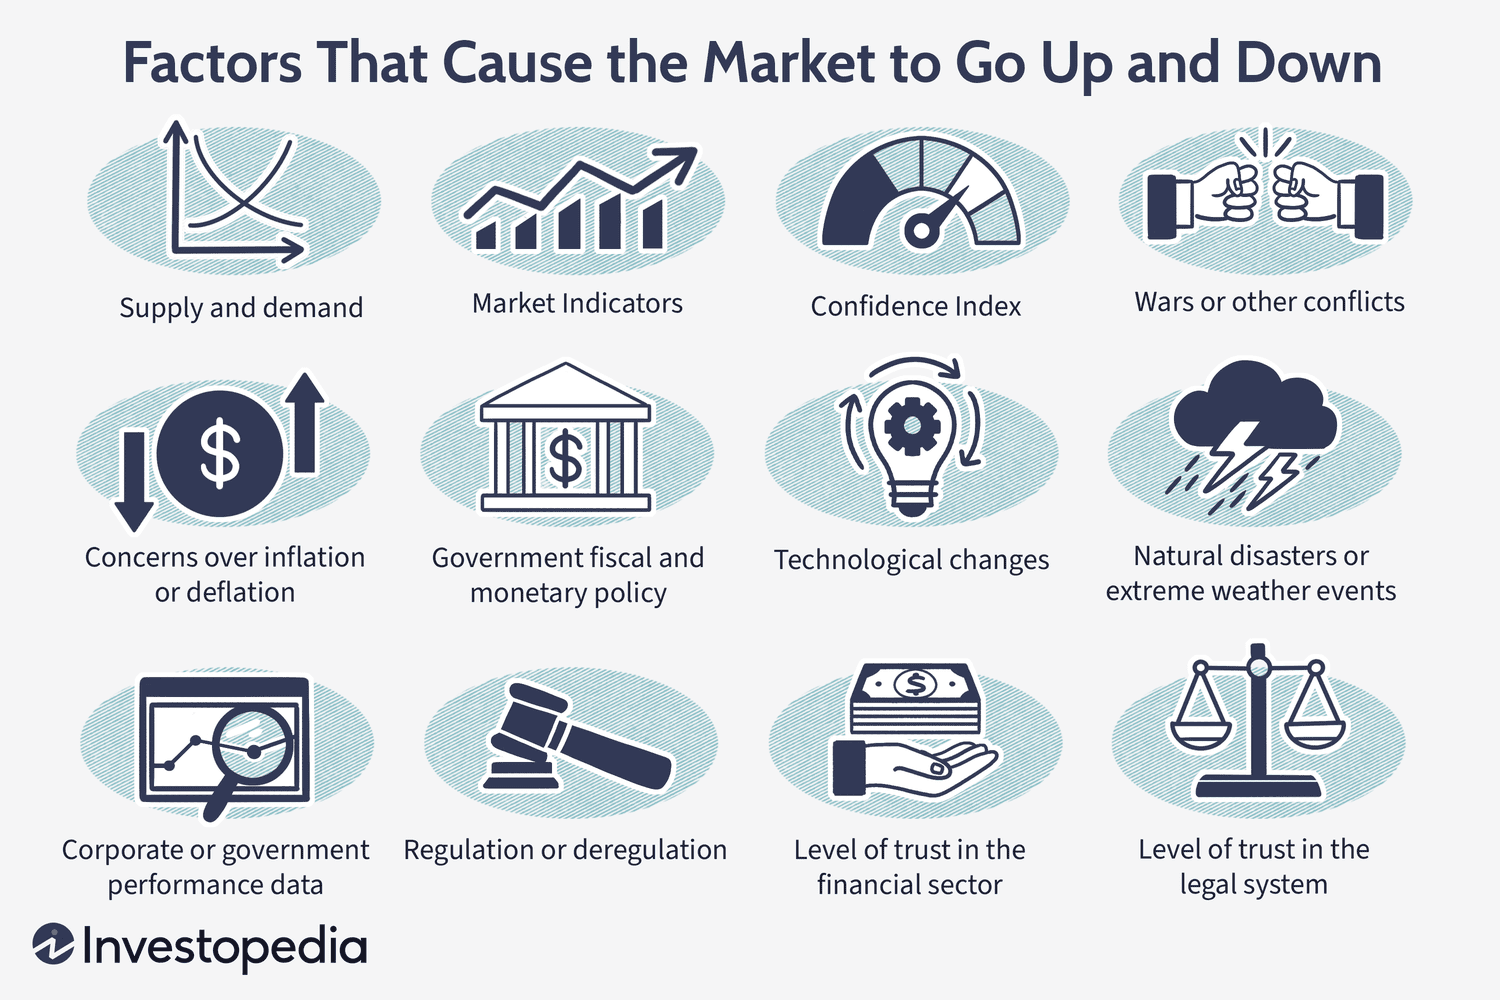 Factors That Cause the Market to Go Up and Down
Supply and demand
Market Indicators
Confidence Index
Wars or other conflicts
$
Concerns over inflation
or deflation
$
Government fiscal and
monetary policy
Technological changes
Natural disasters or
extreme weather events
Corporate or government
performance data
Regulation or deregulation
$
Level of trust in the
financial sector
Level of trust in the
legal system
Investopedia